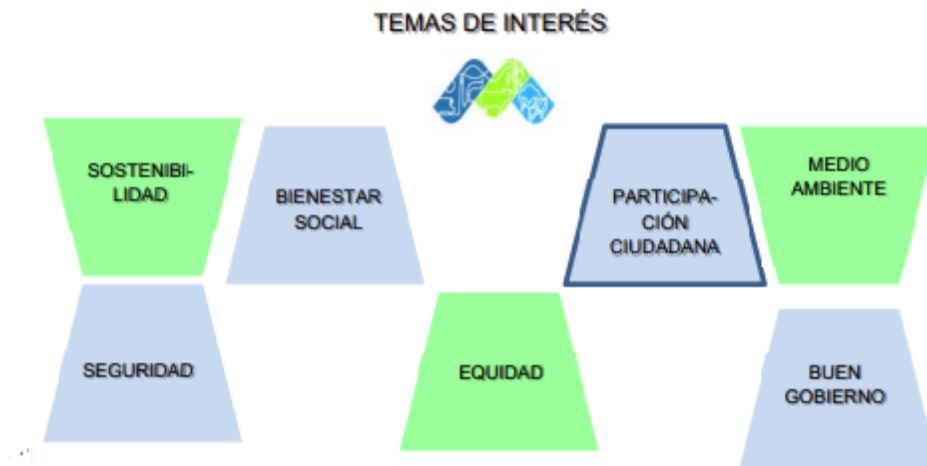 TEMAS DE INTERÉS
SOSTENIBI-
LIDAD
BIENESTAR
SOCIAL
PARTICIPA-
CIÓN
CIUDADANA
MEDIO
AMBIENTE
SEGURIDAD
EQUIDAD
BUEN
GOBIERNO